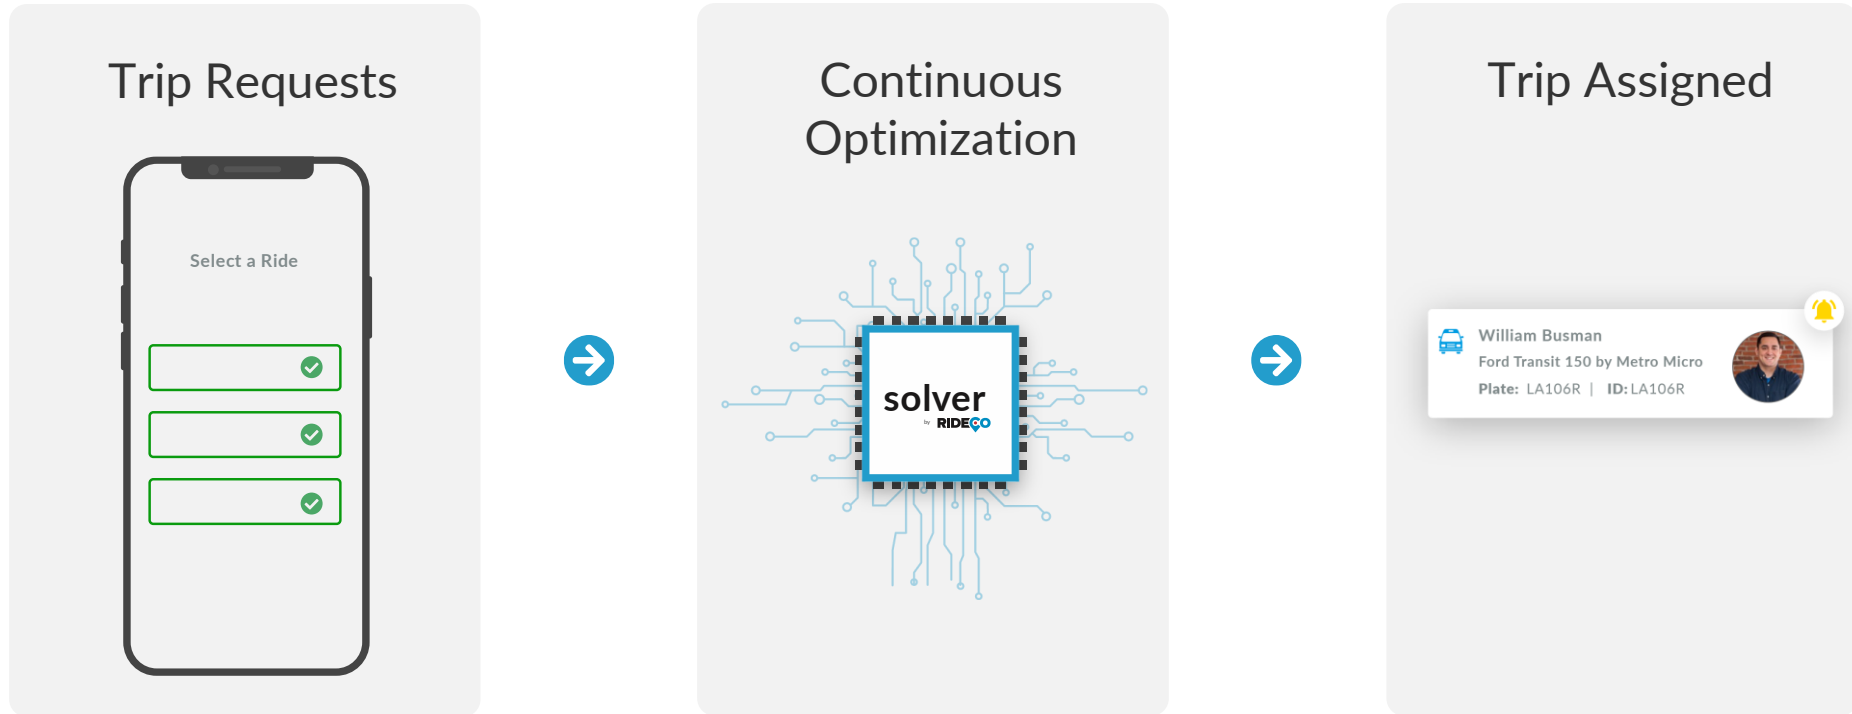 Trip Requests
Select a Ride
Continuous
Optimization
solver
by RIDECO
Trip Assigned
William Busman
Ford Transit 150 by Metro Micro
Plate: LA106R | ID: LA106R